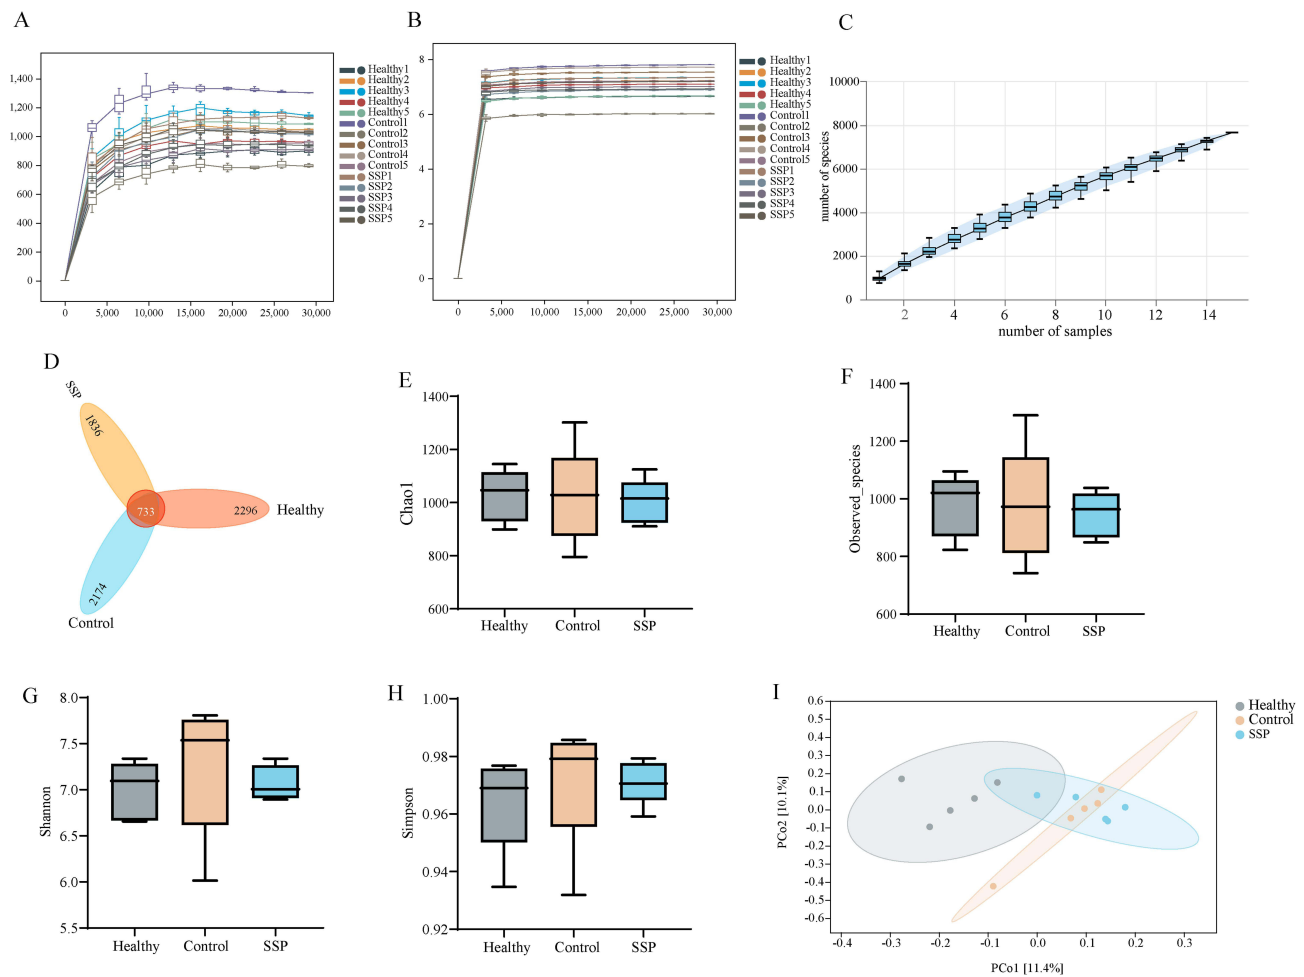 A
1,400
1,200
1,000
800
600
400
200
0
0 5,000 10,000 15,000 20,000 25,000 30,000
Healthy1
Healthy2
Healthy3
Healthy4
Healthy5
Control1
Control2
Control3
Control4
Control5
SSP1
SSP2
SSP3
SSP4
SSP5
B
8
6
4
2
0
0 5,000 10,000 15,000 20,000 25,000 30,000
Healthy1
Healthy2
Healthy3
Healthy4
Healthy5
Control1
Control2
Control3
Control4
Control5
SSP1
SSP2
SSP3
SSP4
SSP5
C
number of species
10000
8000
6000
4000
2000
0
2 4 6 8 10 12 14
number of samples
D
SSP
1836
733
2296
Healthy
2174
Control
E
Chao1
1400
1200
1000
800
600
Healthy Control SSP
F
Observed_species
1400
1200
1000
800
600
Healthy Control SSP
G
Shannon
8.0
7.5
7.0
6.5
6.0
5.5
Healthy Control SSP
H
Simpson
1.00
0.98
0.96
0.94
0.92
Healthy Control SSP
I
PCo2 [10.1%]
0.6
0.5
0.4
0.3
0.2
0.1
0.0
-0.1
-0.2
-0.3
-0.4
-0.5
-0.6
-0.4 -0.3 -0.2 -0.1 0.0 0.1 0.2 0.3
PCo1 [11.4%]
Healthy
Control
SSP